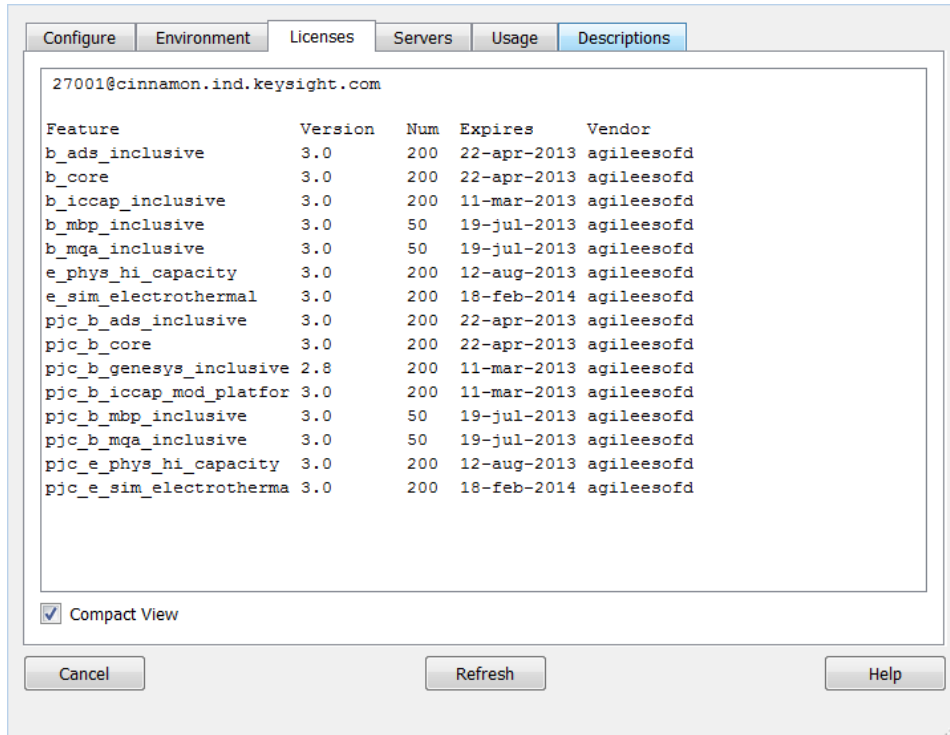 Configure Environment Licenses Servers Usage Descriptions
27001@cinnamon.ind.keysight.com
Feature Version Num Expires Vendor
b_ads_inclusive 3.0 200 22-apr-2013 agileesofd
b_core 3.0 200 22-apr-2013 agileesofd
b_iccap_inclusive 3.0 200 11-mar-2013 agileesofd
b_mbp_inclusive 3.0 50 19-jul-2013 agileesofd
b_mqa_inclusive 3.0 50 19-jul-2013 agileesofd
e_phys_hi_capacity 3.0 200 12-aug-2013 agileesofd
e_sim_electrothermal 3.0 200 18-feb-2014 agileesofd
pjc_b_ads_inclusive 3.0 200 22-apr-2013 agileesofd
pjc_b_core 3.0 200 22-apr-2013 agileesofd
pjc_b_genesys_inclusive 2.8 200 11-mar-2013 agileesofd
pjc_b_iccap_mod_platfor 3.0 200 11-mar-2013 agileesofd
pjc_b_mbp_inclusive 3.0 50 19-jul-2013 agileesofd
pjc_b_mqa_inclusive 3.0 50 19-jul-2013 agileesofd
pjc_e_phys_hi_capacity 3.0 200 12-aug-2013 agileesofd
pjc_e_sim_electrotherma 3.0 200 18-feb-2014 agileesofd
Compact View
Cancel Refresh Help